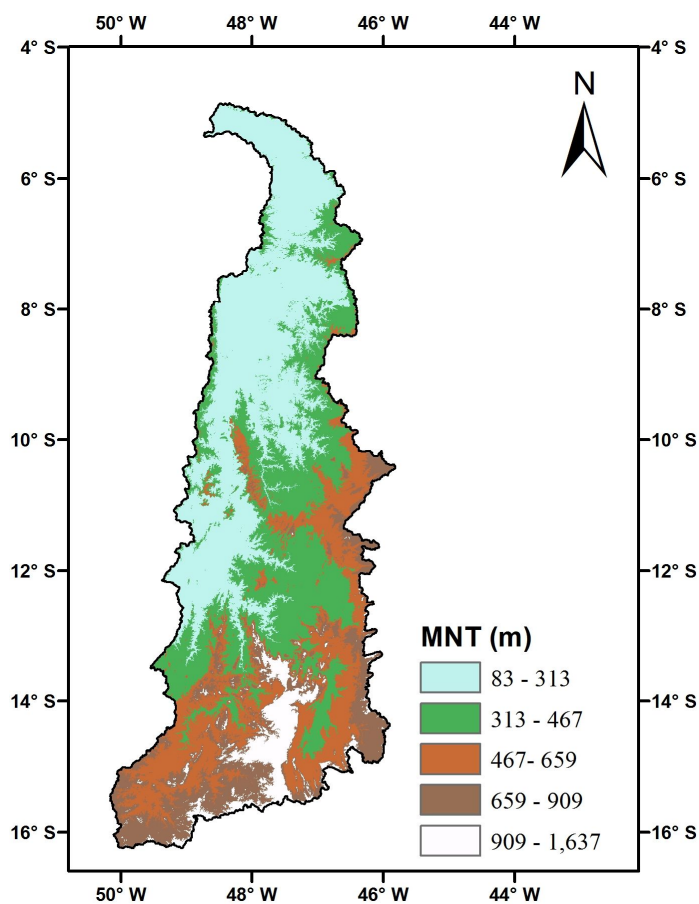 50° W 48° W 46° W 44° W
4° S 4° S
N
6° S 6° S
8° S 8° S
10° S 10° S
12° S 12° S
MNT (m)
83 - 313
14° S 14° S
313 - 467
467- 659
659 - 909
16° S 16° S
909 - 1,637
50° W 48° W 46° W 44° W